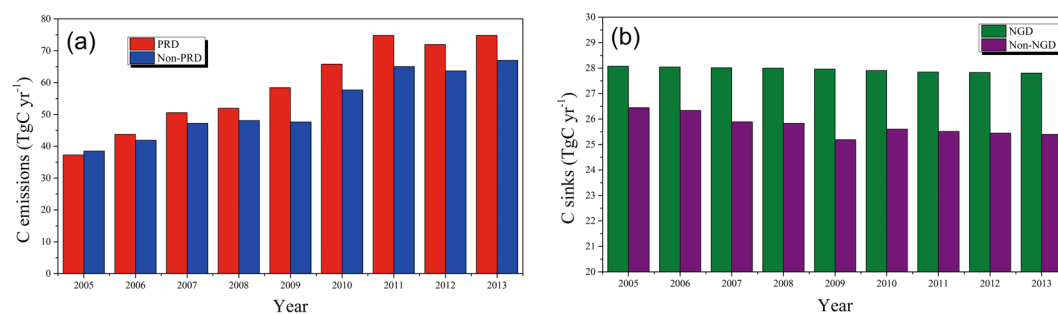 (a)
PRD
Non-PRD
C emissions (TgC yr⁻¹)
80
70
60
50
40
30
20
10
0
2005 2006 2007 2008 2009 2010 2011 2012 2013
Year
(b)
NGD
Non-NGD
C sinks (TgC yr⁻¹)
30
29
28
27
26
25
24
23
22
21
20
2005 2006 2007 2008 2009 2010 2011 2012 2013
Year